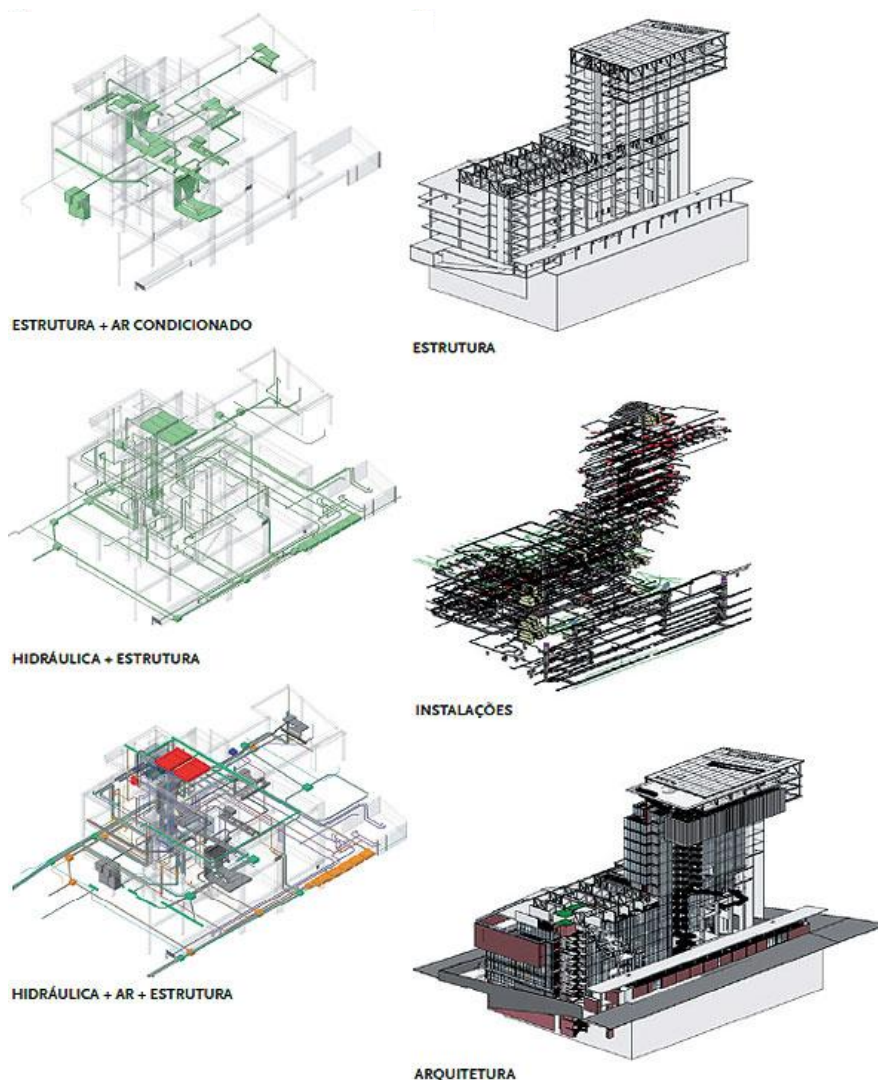 ESTRUTURA + AR CONDICIONADO
ESTRUTURA
HIDRÁULICA + ESTRUTURA
INSTALAÇÕES
HIDRÁULICA + AR + ESTRUTURA
ARQUITETURA